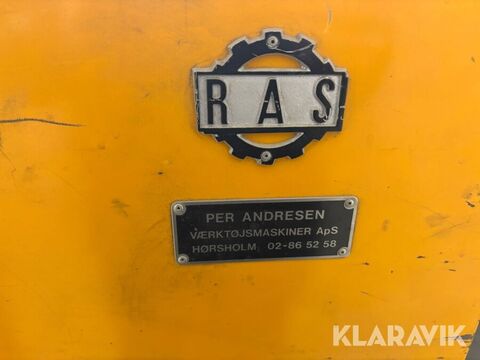 RAS
PER ANDRESEN
VÆRKTØJSMASKINER ApS
HØRSHOLM. 02-86 52 58
KLARAVIK